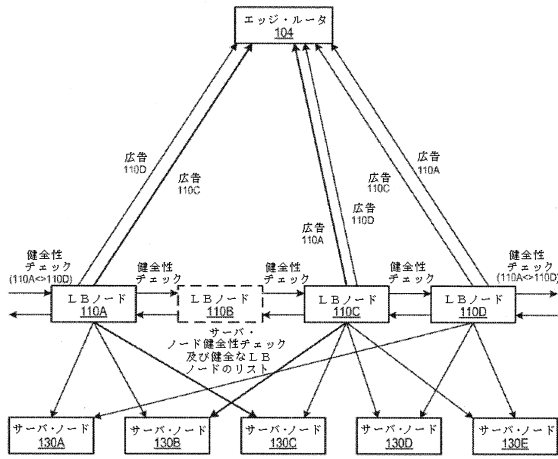 エッジ・ルータ
104
広告
110D
広告
110C
広告
110A
広告
110D
広告
110C
広告
110A
健全性
チェック
(110A<>110D)
健全性
チェック
健全性
チェック
健全性
チェック
健全性
チェック
(110A<>110D)
LBノード
110A
LBノード
110B
LBノード
110C
LBノード
110D
サーバ・
ノード健全性チェック
及び健全なLB
ノードのリスト
サーバ・ノード
130A
サーバ・ノード
130B
サーバ・ノード
130C
サーバ・ノード
130D
サーバ・ノード
130E